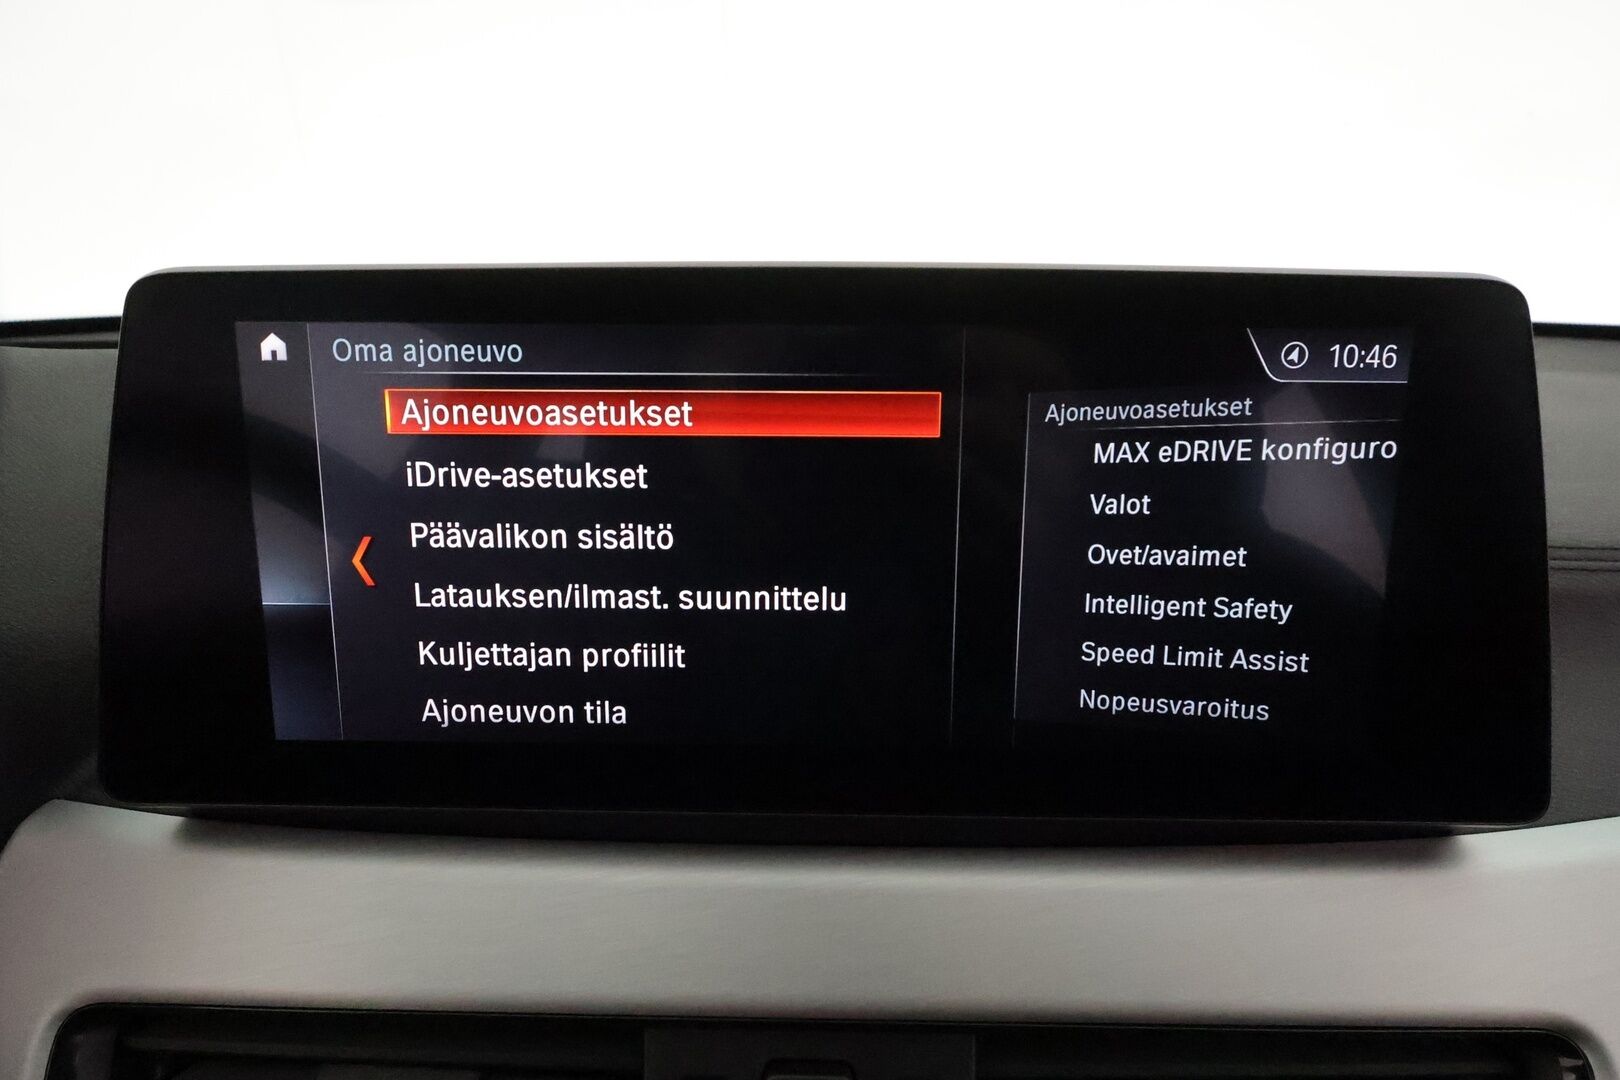 Oma ajoneuvo
Ajoneuvoasetukset
iDrive-asetukset
Päävalikon sisältö
Latauksen/ilmast. suunnittelu
Kuljettajan profiilit
Ajoneuvon tila
10:46
Ajoneuvoasetukset
MAX eDRIVE konfiguro
Valot
Ovet/avaimet
Intelligent Safety
Speed Limit Assist
Nopeusvaroitus